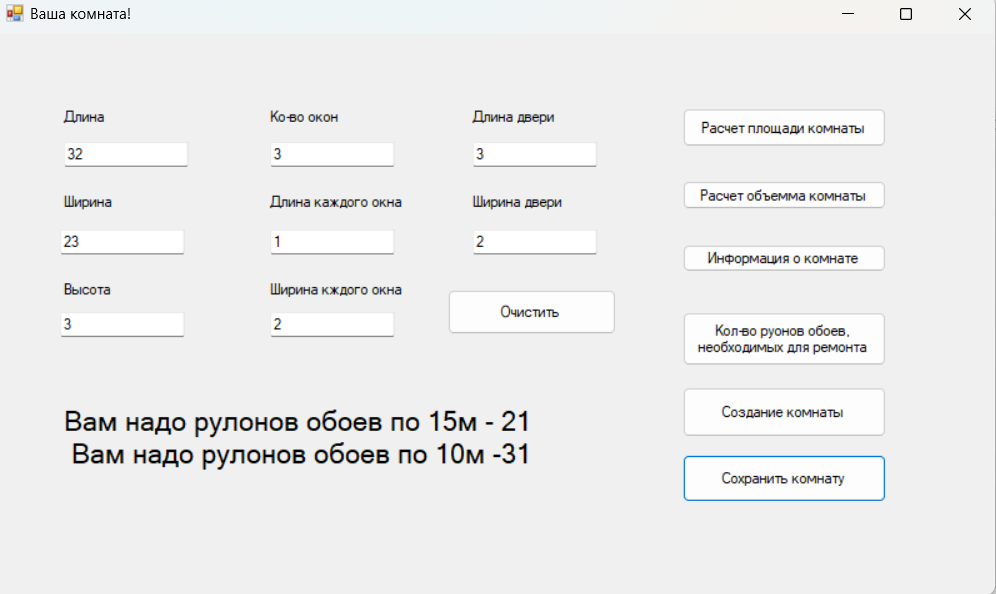 Ваша комната!
Длина
32
Ко-во окон
3
Длина двери
3
Расчет площади комнаты
Ширина
23
Длина каждого окна
1
Ширина двери
2
Расчет объемма комнаты
Информация о комнате
Высота
3
Ширина кждого окна
2
Очистить
Кол-во руонов обоев,
необходимых для ремонта
Создание комнаты
Сохранить комнату
Вам надо рулонов обоев по 15м - 21
Вам надо рулонов обоев по 10м -31